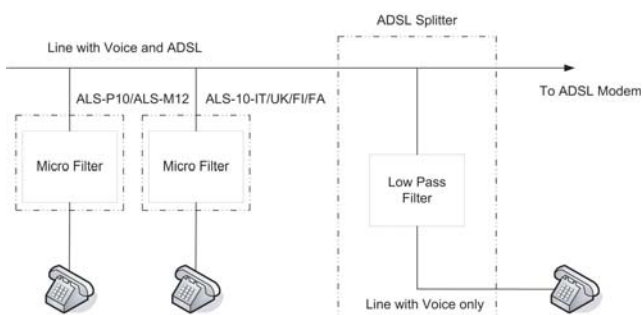 ADSL Splitter
Line with Voice and ADSL
To ADSL Modem
ALS-P10/ALS-M12
ALS-10-IT/UK/FI/FA
Micro Filter
Micro Filter
Low Pass
Filter
Line with Voice only